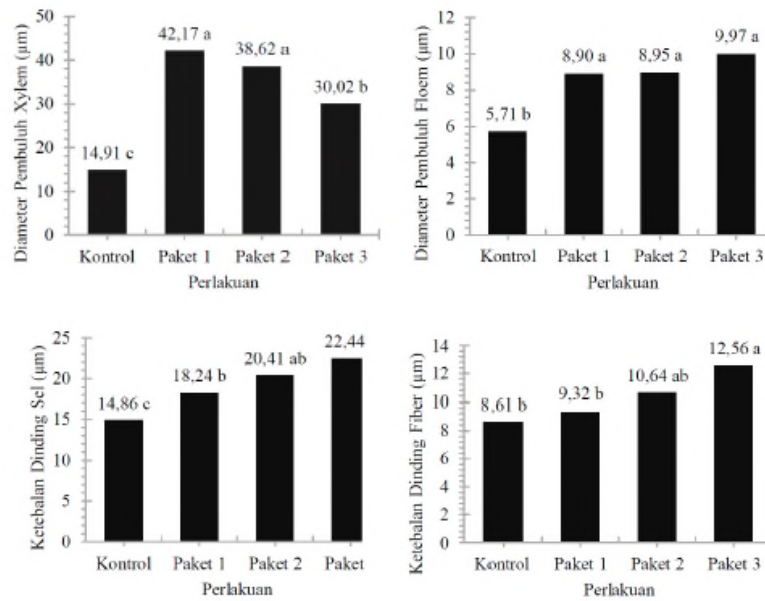 Diameter Pembuluh Xylem (µm)
50
40
30
20
10
0
14,91 c
42,17 a
38,62 a
30,02 b
Kontrol
Paket 1
Paket 2
Paket 3
Perlakuan
Diameter Pembuluh Floem (µm)
12
10
8
6
4
2
0
5,71 b
8,90 a
8,95 a
9,97 a
Kontrol
Paket 1
Paket 2
Paket 3
Perlakuan
Ketebalan Dinding Sel (µm)
25
20
15
10
5
0
14,86 c
18,24 b
20,41 ab
22,44
Kontrol
Paket 1
Paket 2
Paket
Perlakuan
Ketebalan Dinding Fiber (µm)
14
12
10
8
6
4
2
0
8,61 b
9,32 b
10,64 ab
12,56 a
Kontrol
Paket 1
Paket 2
Paket 3
Perlakuan